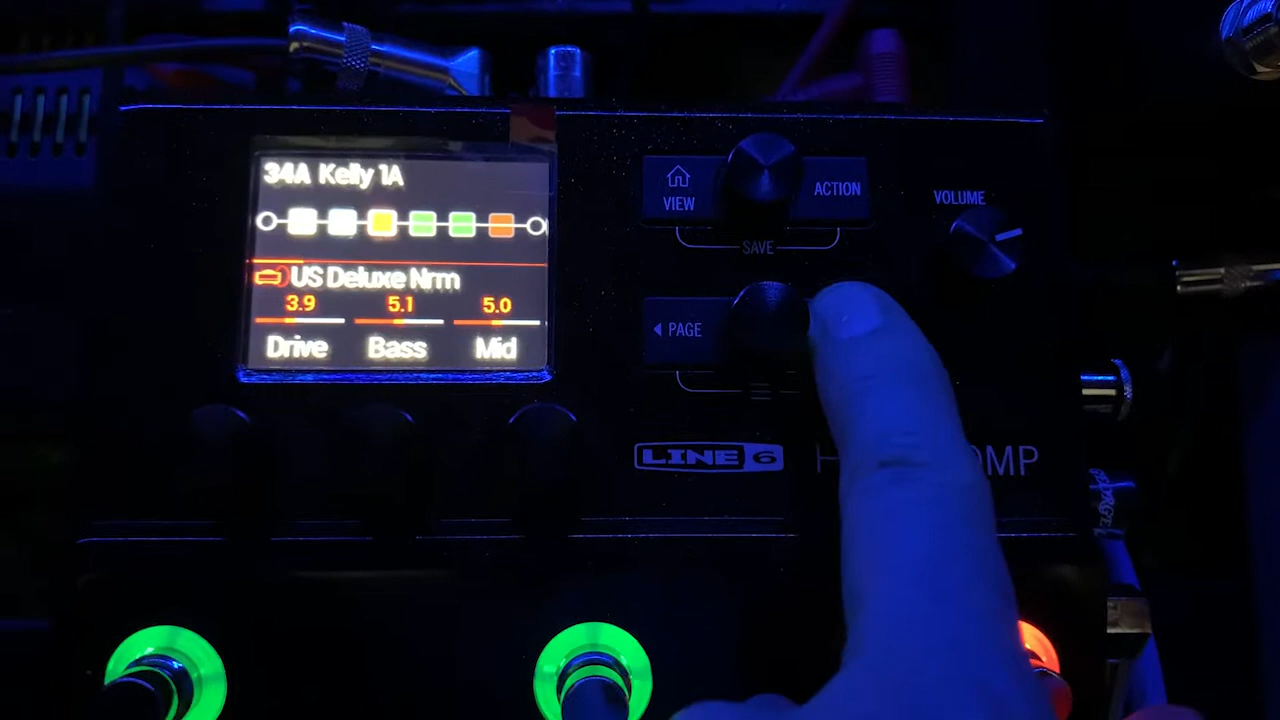 34A Kelly 1A
US Deluxe Nrm
3.9 5.1 5.0
Drive Bass Mid
VIEW
ACTION
SAVE
VOLUME
PAGE
LINE 6
GEORGE L